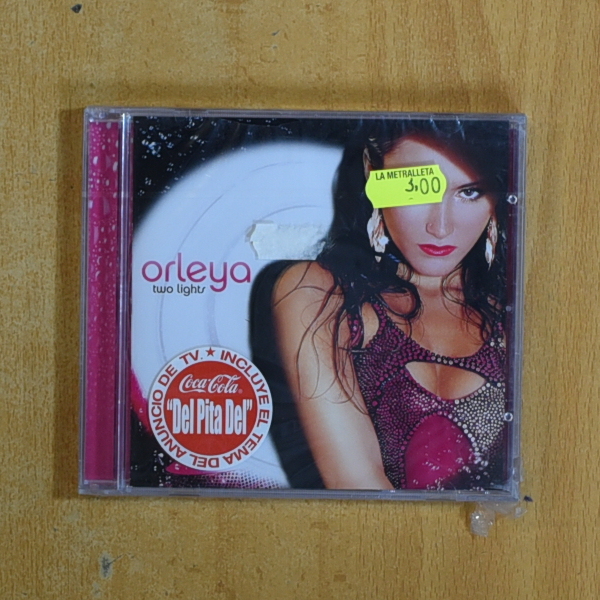 LA METRALLETA
3,00
orleya
two lights
INCLUYE EL TEMA DEL ANUNCIO DE TV. ★
Coca-Cola
"Del Pita Del"